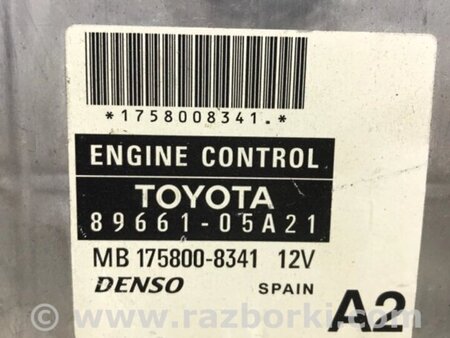 *1758008341.*
ENGINE CONTROL
TOYOTA
89661-05A21
MB 175800-8341 12V
DENSO SPAIN A2
© www.razborki.com